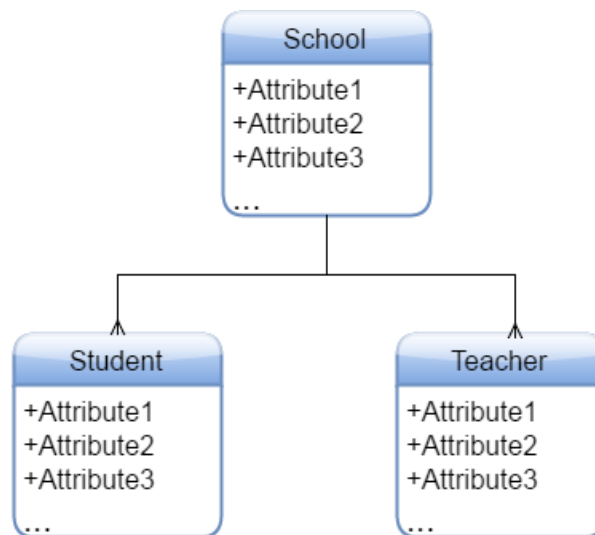 School
+Attribute1
+Attribute2
+Attribute3
...
Student
+Attribute1
+Attribute2
+Attribute3
...
Teacher
+Attribute1
+Attribute2
+Attribute3
...